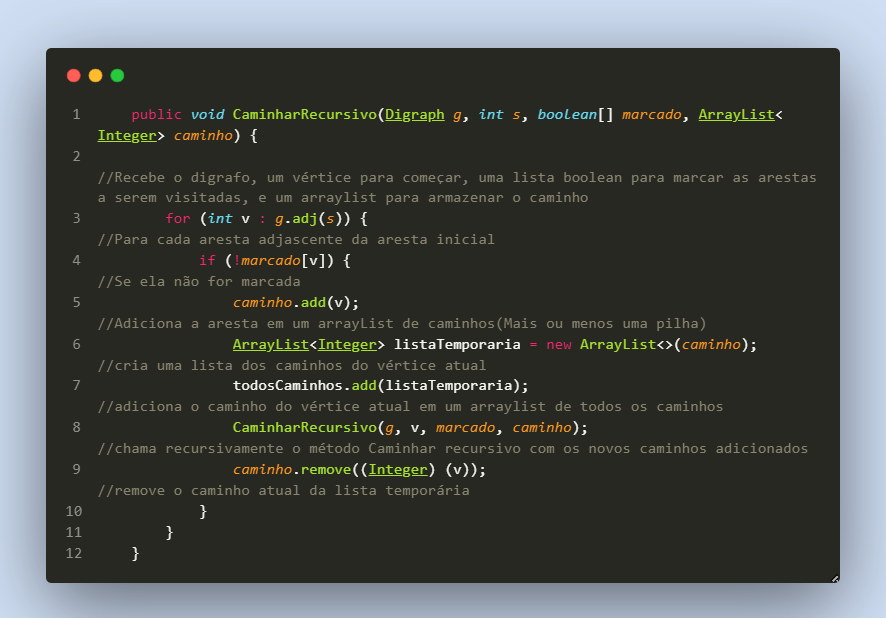 1 public void CaminharRecursivo(Digraph g, int s, boolean[] marcado, ArrayList<
Integer> caminho) {
2
//Recebe o digrafo, um vértice para começar, uma lista boolean para marcar as arestas
a serem visitadas, e um arraylist para armazenar o caminho
3 for (int v : g.adj(s)) {
//Para cada aresta adjascente da aresta inicial
4 if (!marcado[v]) {
//Se ela não for marcada
5 caminho.add(v);
//Adiciona a aresta em um arrayList de caminhos(Mais ou menos uma pilha)
6 ArrayList<Integer> listaTemporaria = new ArrayList<>(caminho);
//cria uma lista dos caminhos do vértice atual
7 todosCaminhos.add(listaTemporaria);
//adiciona o caminho do vértice atual em um arraylist de todos os caminhos
8 CaminharRecursivo(g, v, marcado, caminho);
//chama recursivamente o método Caminhar recursivo com os novos caminhos adicionados
9 caminho.remove((Integer) (v));
//remove o caminho atual da lista temporária
10 }
11 }
12 }